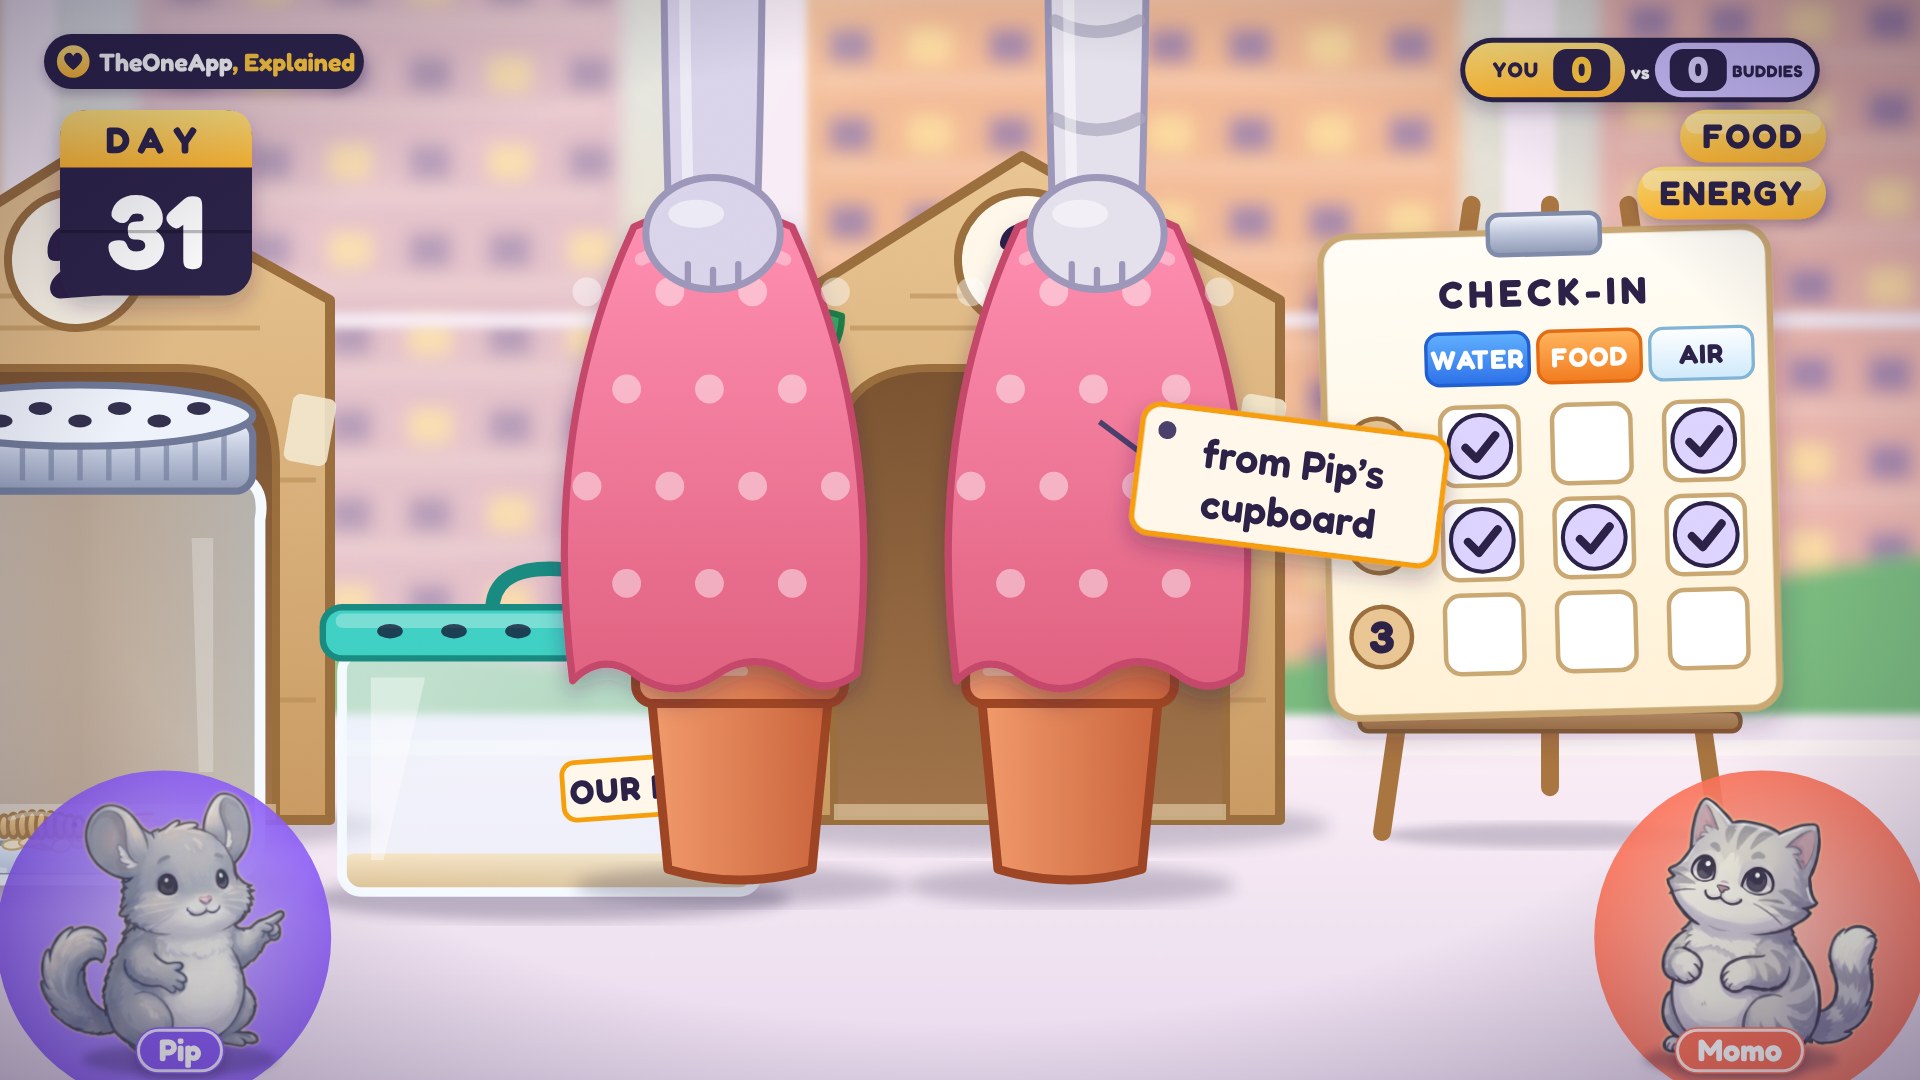 TheOneApp, Explained
DAY
31
YOU 0 vs 0 BUDDIES
FOOD
ENERGY
CHECK-IN
WATER FOOD AIR
from Pip's
cupboard
3
OUR
Pip
Momo